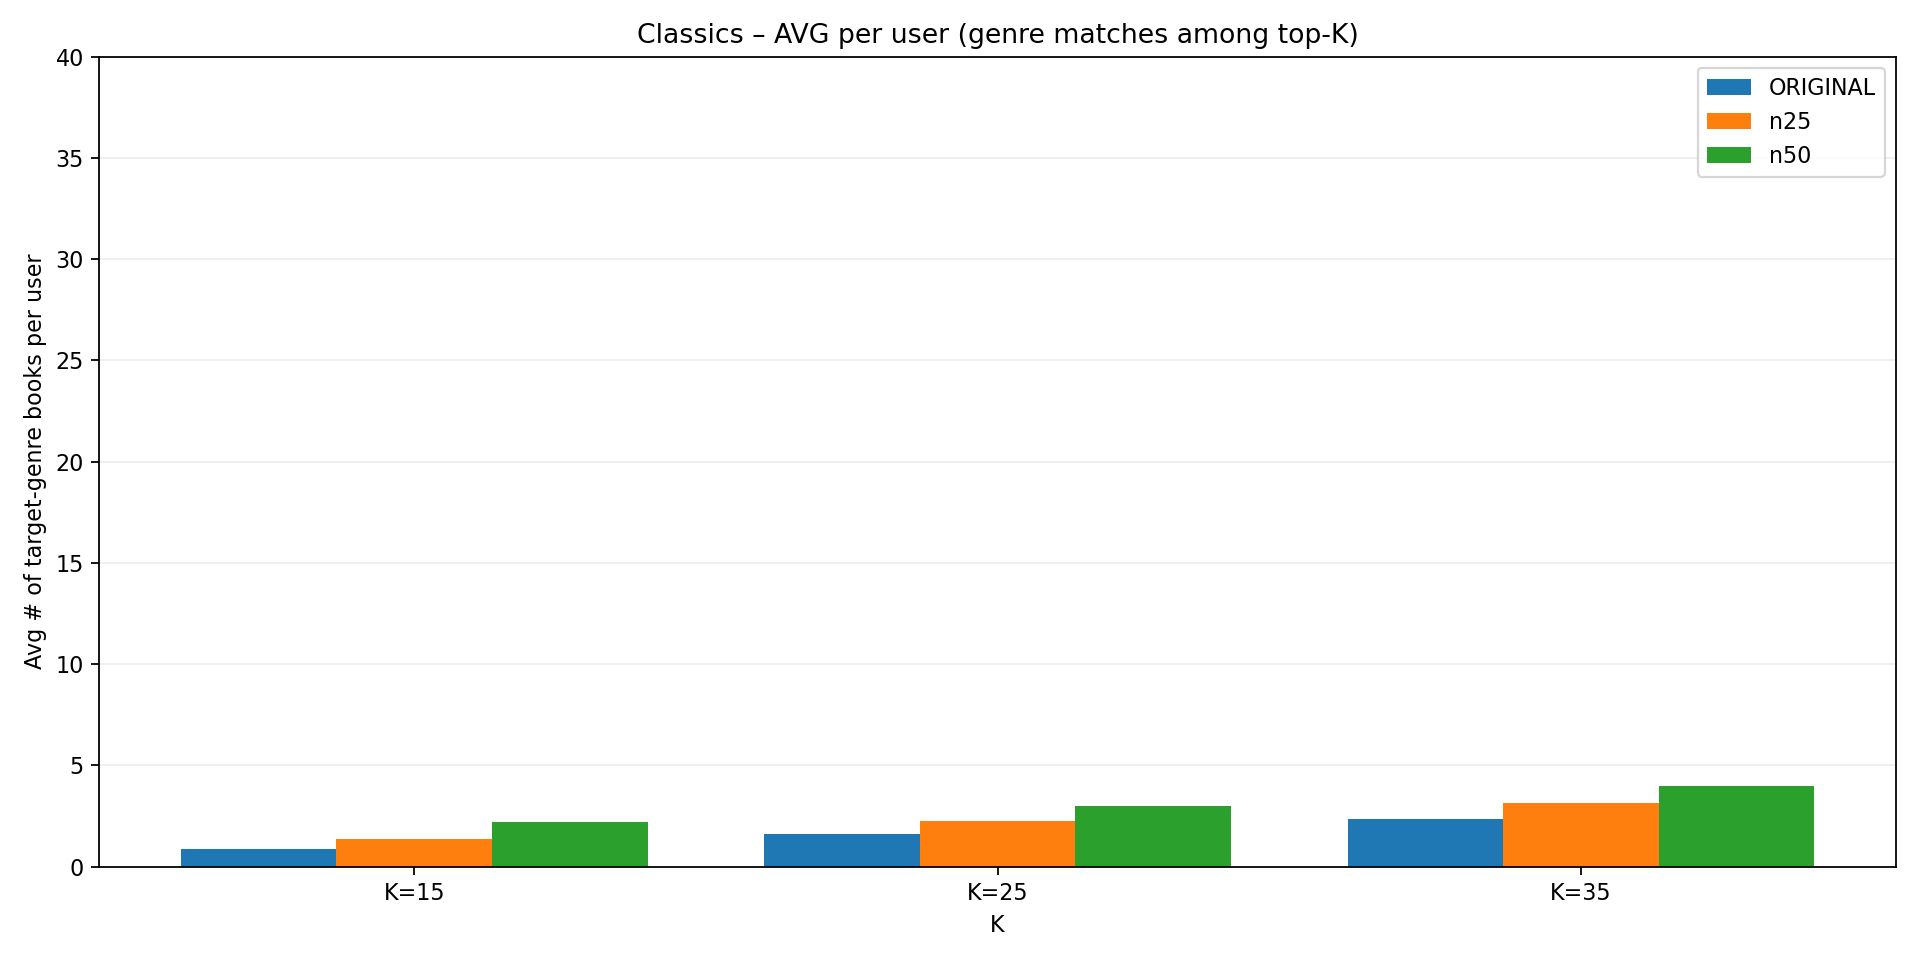 Classics – AVG per user (genre matches among top-K)
ORIGINAL
n25
n50
Avg # of target-genre books per user
40
35
30
25
20
15
10
5
0
K=15
K=25
K=35
K